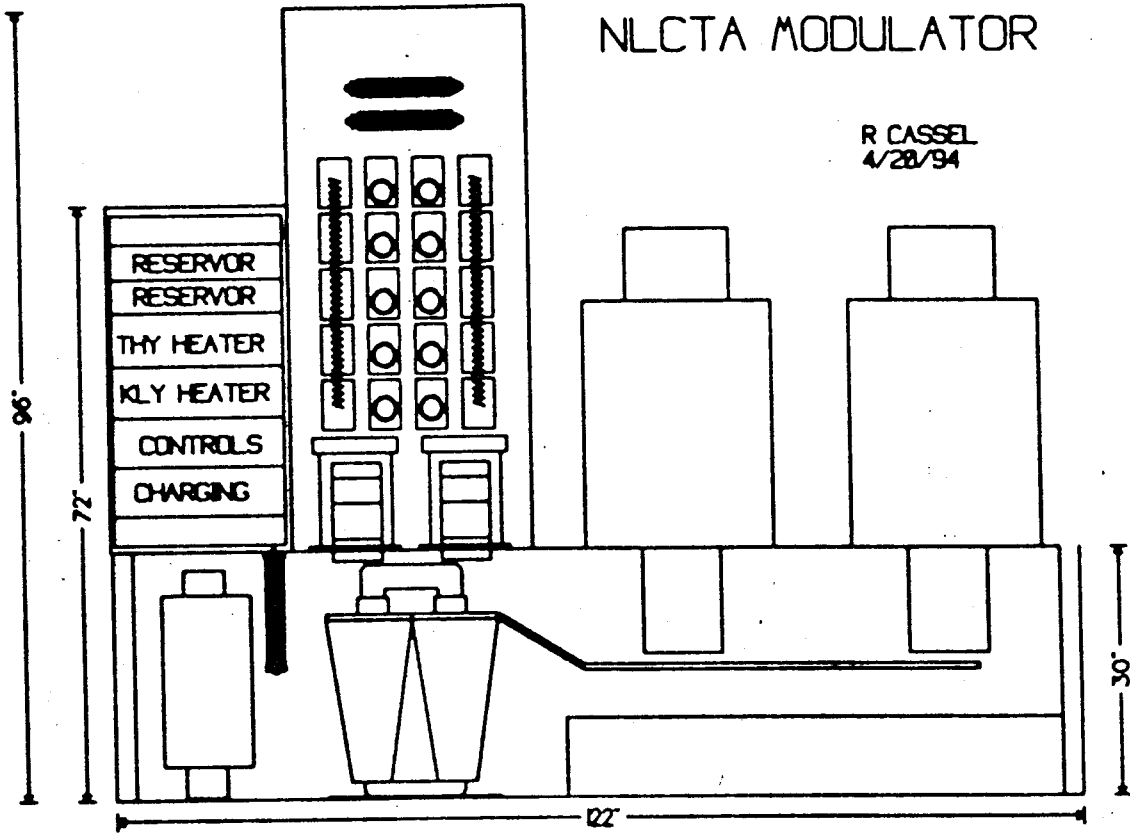 NLCTA MODULATOR
R CASSEL
4/20/94
RESERVOR
RESERVOR
THY HEATER
KLY HEATER
CONTROLS
CHARGING
96"
72"
30"
122"